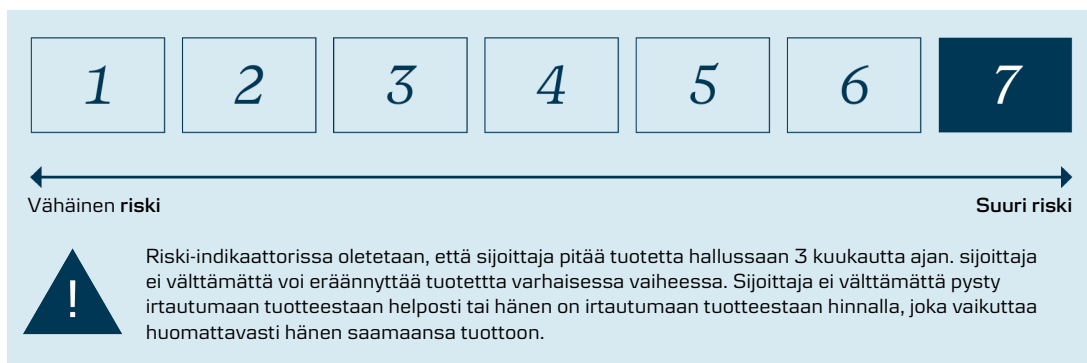 1 2 3 4 5 6 7
Vähäinen riski Suuri riski
! Riski-indikaattorissa oletetaan, että sijoittaja pitää tuotetta hallussaan 3 kuukautta ajan. sijoittaja
ei välttämättä voi eräännyttää tuotettta varhaisessa vaiheessa. Sijoittaja ei välttämättä pysty
irtautumaan tuotteestaan helposti tai hänen on irtautumaan tuotteestaan hinnalla, joka vaikuttaa
huomattavasti hänen saamaansa tuottoon.